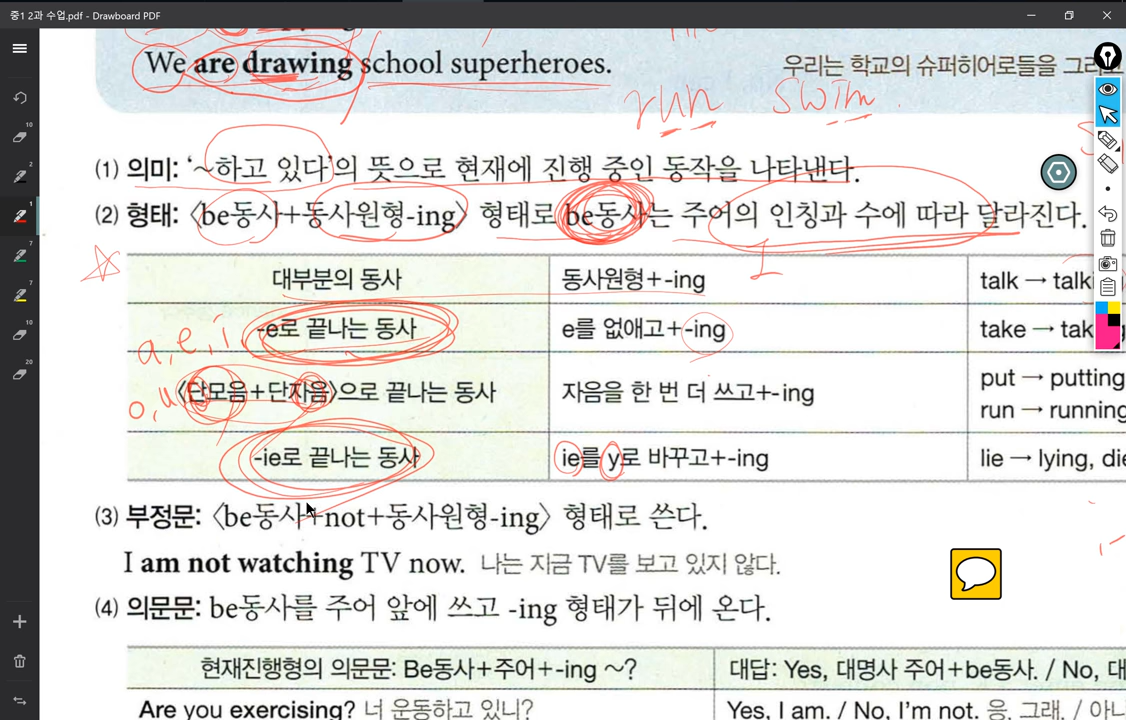 중1 2과 수업.pdf - Drawboard PDF
We are drawing school superheroes.
우리는 학교의 슈퍼히어로들을 그리
run swim
(1) 의미: ‘~하고 있다’의 뜻으로 현재에 진행 중인 동작을 나타낸다.
(2) 형태: 〈be동사+동사원형-ing〉 형태로 be동사는 주어의 인칭과 수에 따라 달라진다.
I
대부분의 동사 동사원형+-ing talk → talk
-e로 끝나는 동사 e를 없애고+-ing take → tak
a, e, i,
o, u
〈단모음+단자음〉으로 끝나는 동사 자음을 한 번 더 쓰고+-ing put → putting
run → running
-ie로 끝나는 동사 ie를 y로 바꾸고+-ing lie → lying, die
(3) 부정문: 〈be동사+not+동사원형-ing〉 형태로 쓴다.
I am not watching TV now. 나는 지금 TV를 보고 있지 않다.
(4) 의문문: be동사를 주어 앞에 쓰고 -ing 형태가 뒤에 온다.
현재진행형의 의문문: Be동사+주어+-ing ~? 대답: Yes, 대명사 주어+be동사. / No, 대
Are you exercising? 너 운동하고 있니? Yes, I am. / No, I'm not. 응, 그래. / 아니
10
2
1
7
7
10
20